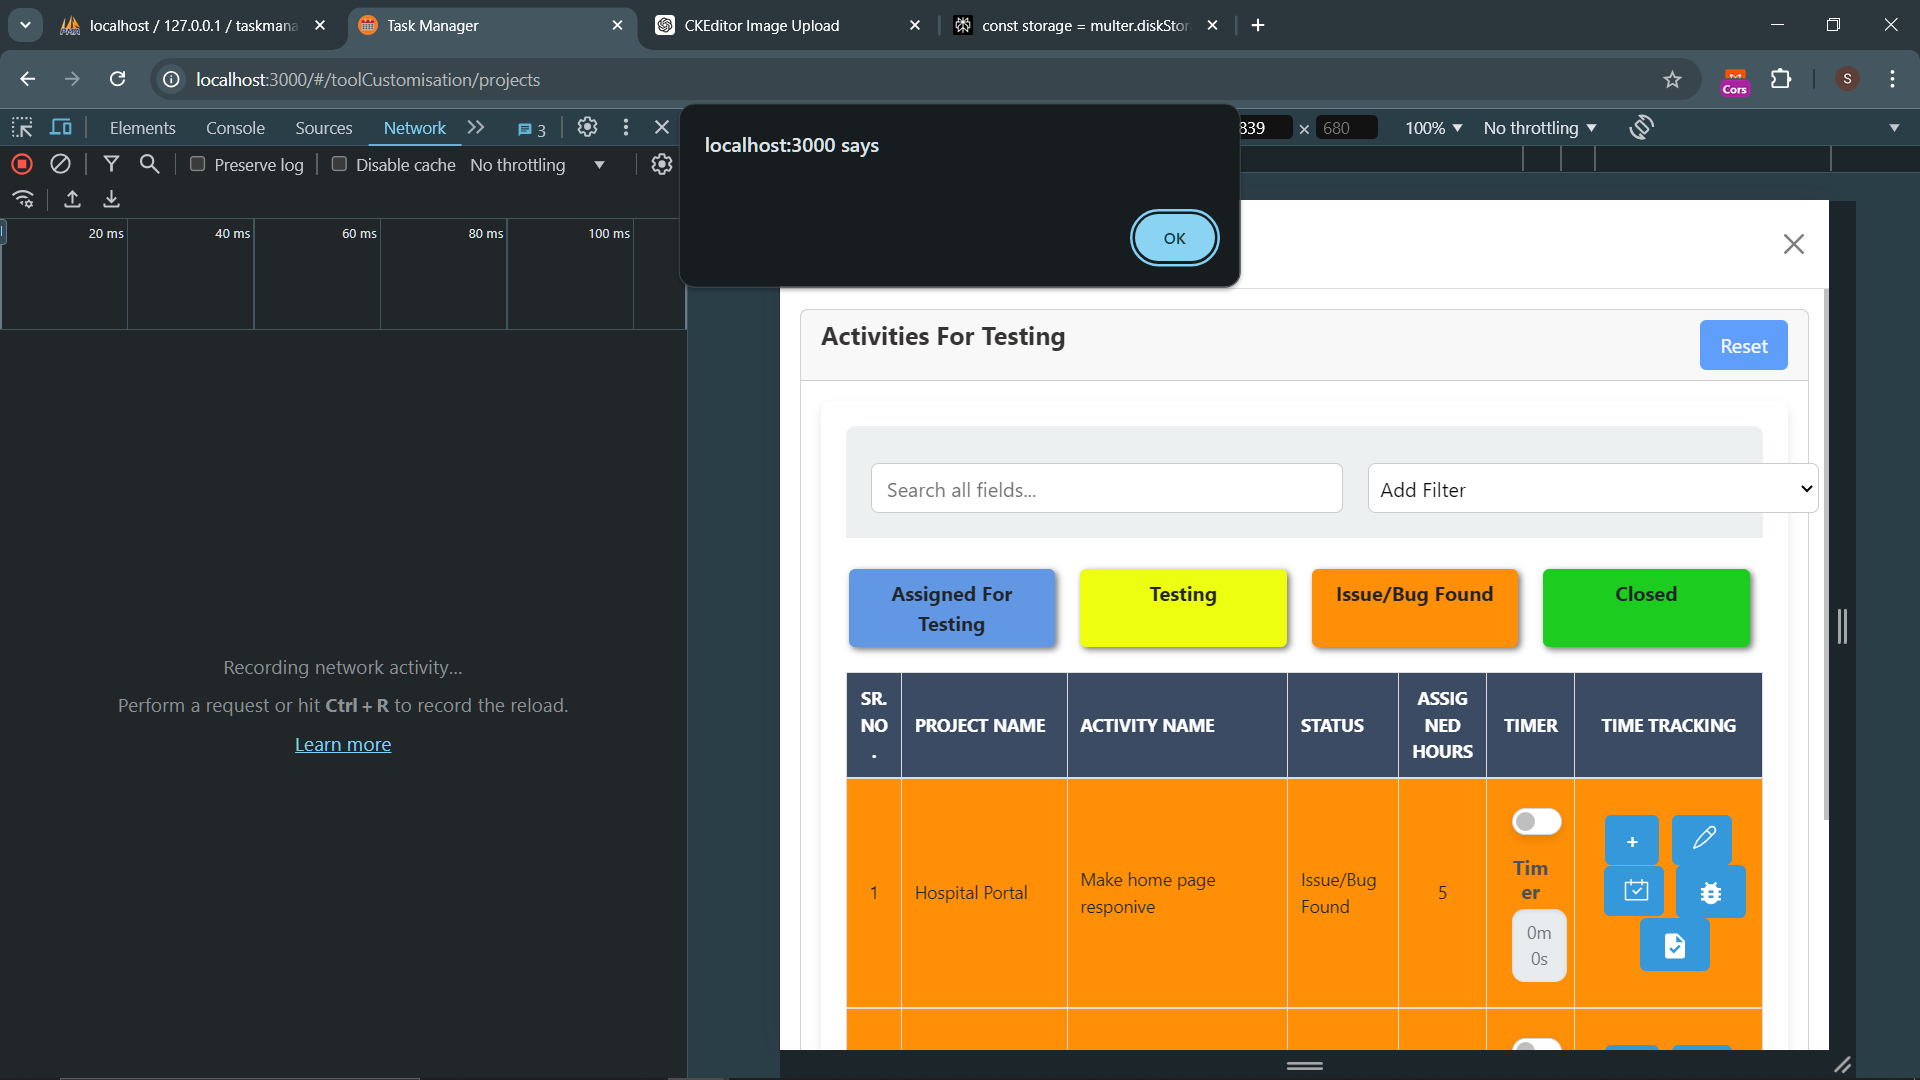 localhost / 127.0.0.1 / taskmana
Task Manager
CKEditor Image Upload
const storage = multer.diskStor
localhost:3000/#/toolCustomisation/projects
Cors
S
Elements
Console
Sources
Network
3
839 × 680
100%
No throttling
Preserve log
Disable cache
No throttling
20 ms
40 ms
60 ms
80 ms
100 ms
Recording network activity...
Perform a request or hit Ctrl + R to record the reload.
Learn more
localhost:3000 says
OK
Activities For Testing
Reset
Search all fields...
Add Filter
Assigned For
Testing
Testing
Issue/Bug Found
Closed
SR.
NO
.
PROJECT NAME
ACTIVITY NAME
STATUS
ASSIG
NED
HOURS
TIMER
TIME TRACKING
1
Hospital Portal
Make home page
responive
Issue/Bug
Found
5
Tim
er
0m
0s
+